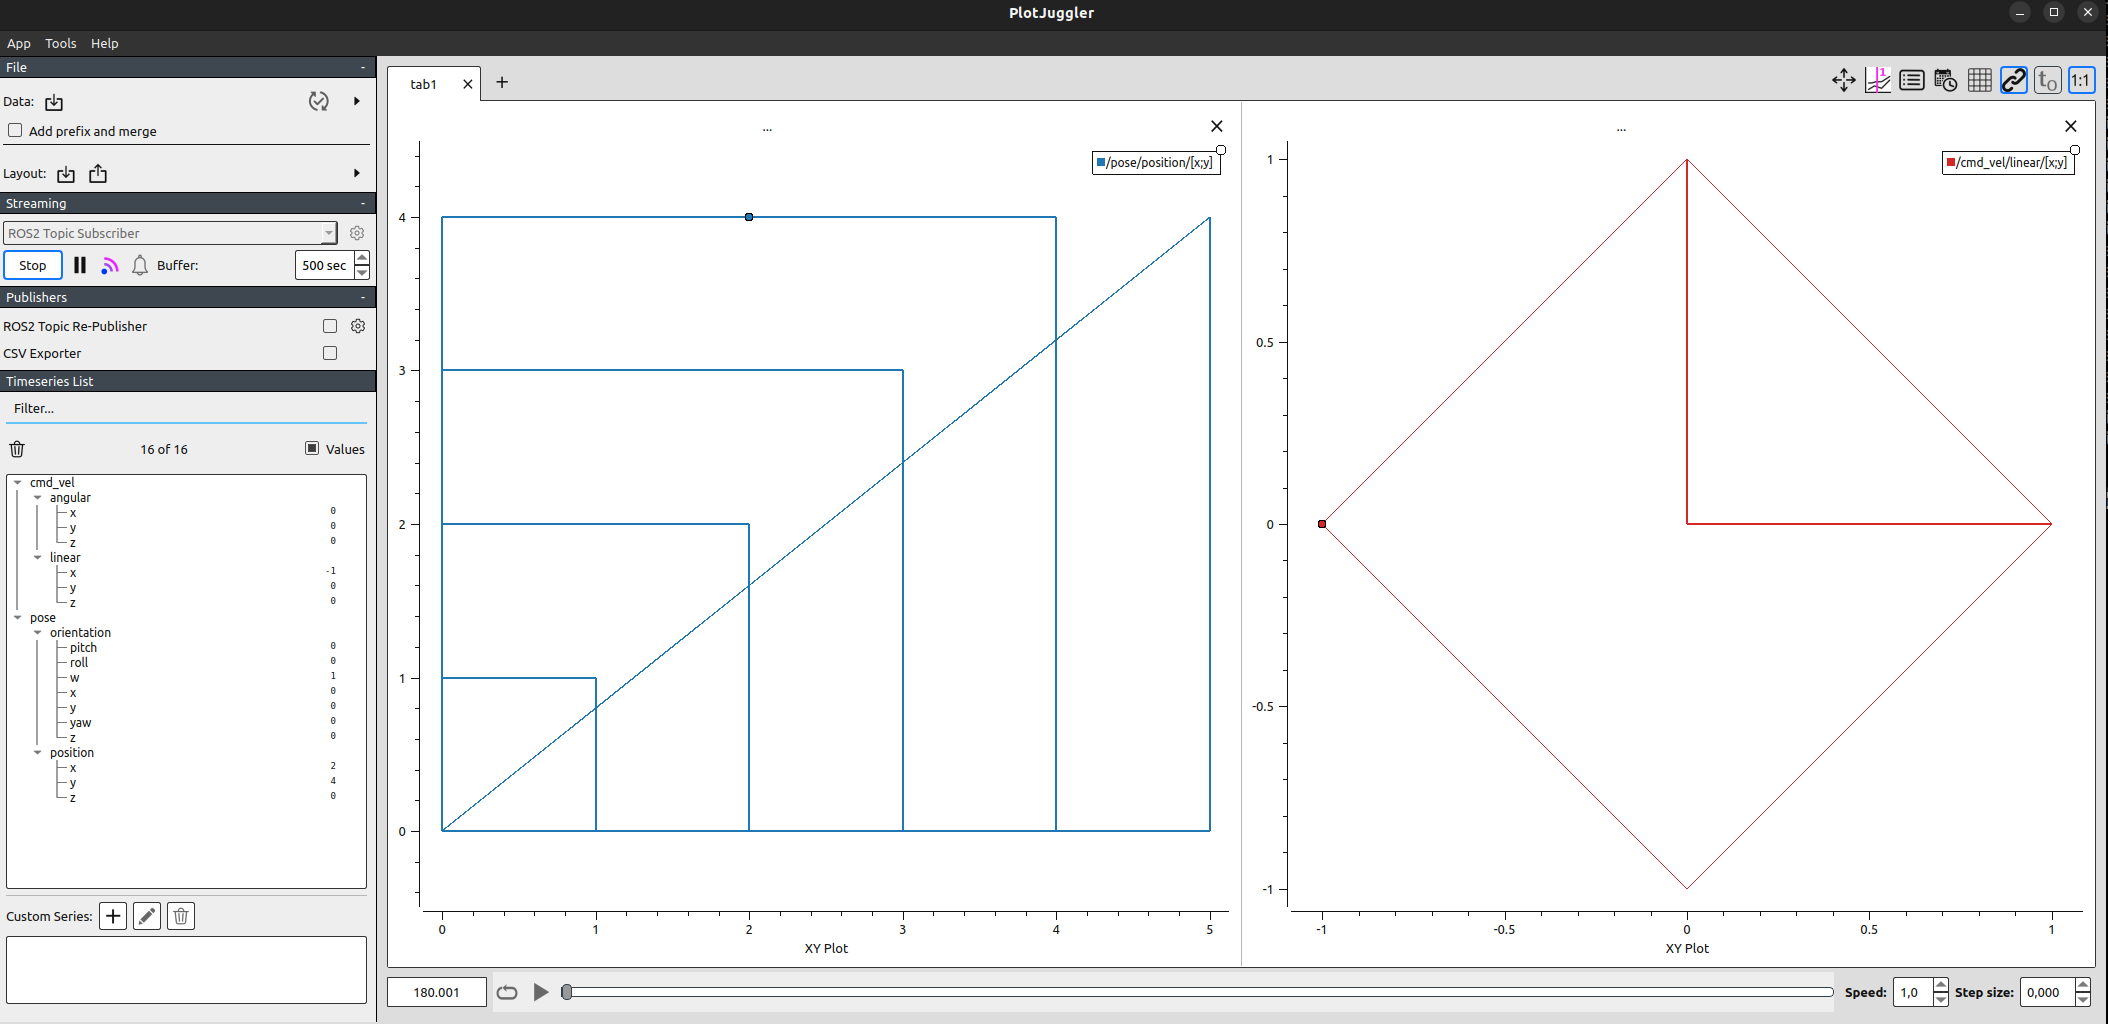 PlotJuggler
App Tools Help
File -
Data:
Add prefix and merge
Layout:
Streaming -
ROS2 Topic Subscriber
Stop Buffer: 500 sec
Publishers -
ROS2 Topic Re-Publisher
CSV Exporter
Timeseries List
Filter...
16 of 16 Values
cmd_vel
angular
x 0
y 0
z 0
linear
x -1
y 0
z 0
pose
orientation
pitch 0
roll 0
w 1
x 0
y 0
yaw 0
z 0
position
x 2
y 4
z 0
Custom Series:
tab1
1 t0 1:1
...
/pose/position/[x;y]
4
3
2
1
0
0 1 2 3 4 5
XY Plot
...
/cmd_vel/linear/[x;y]
1
0.5
0
-0.5
-1
-1 -0.5 0 0.5 1
XY Plot
180.001 Speed: 1,0 Step size: 0,000